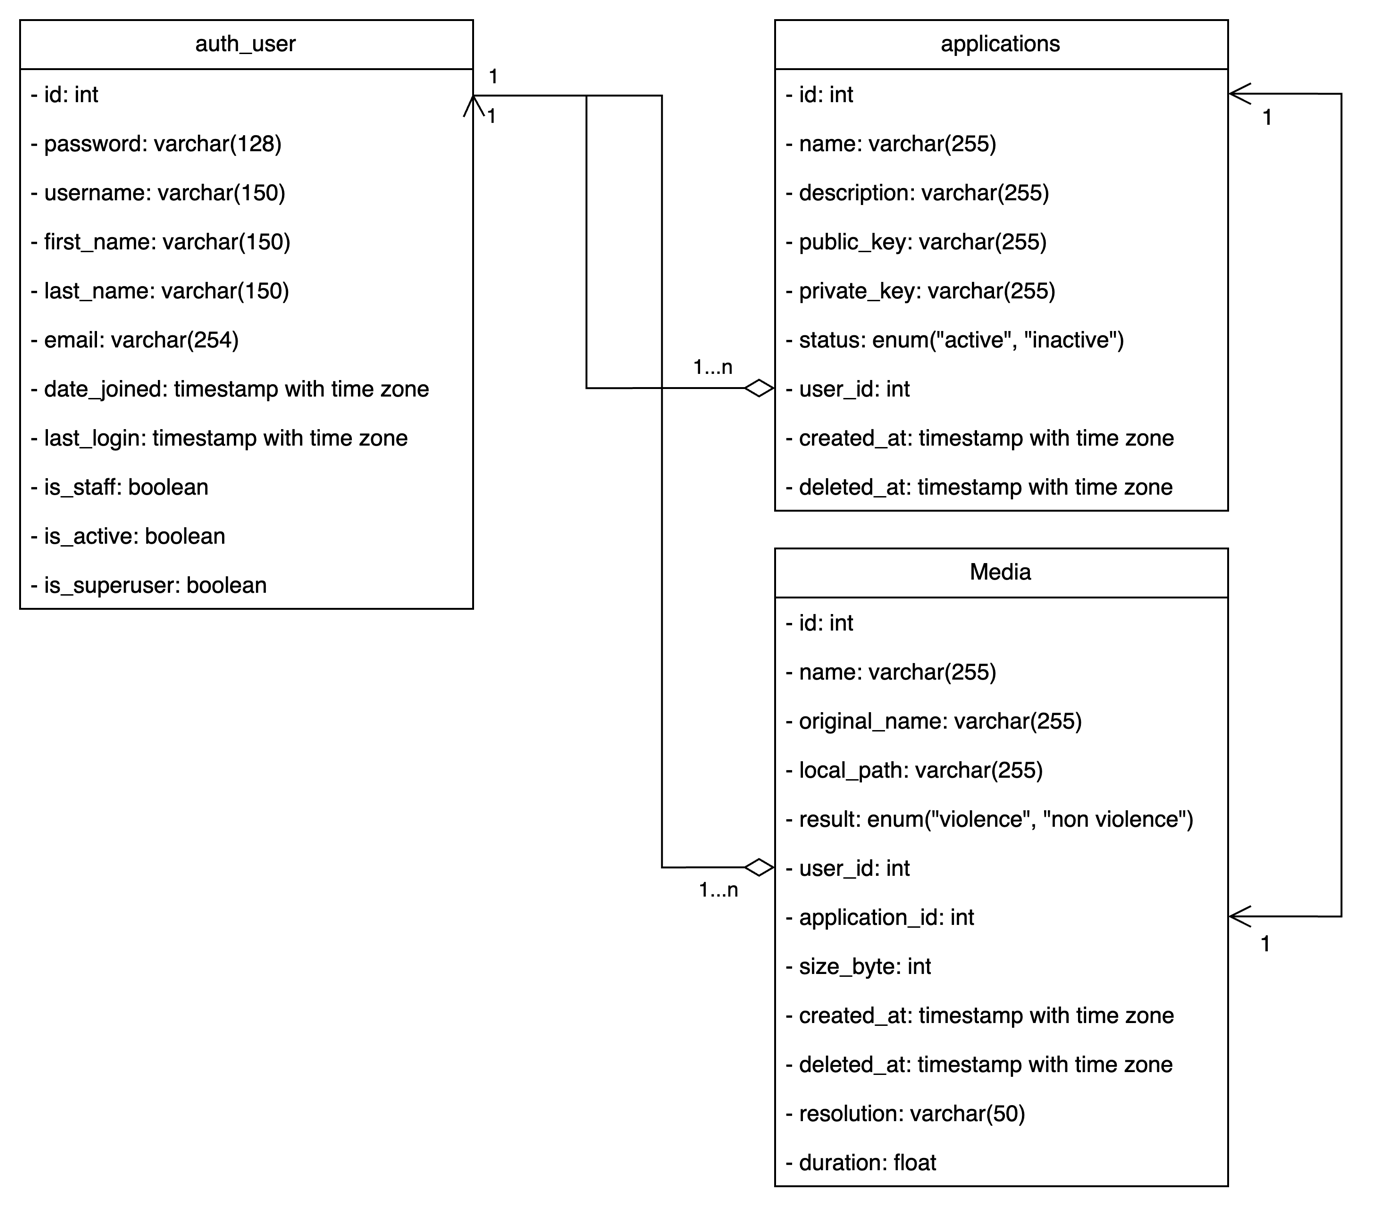 auth_user
- id: int
- password: varchar(128)
- username: varchar(150)
- first_name: varchar(150)
- last_name: varchar(150)
- email: varchar(254)
- date_joined: timestamp with time zone
- last_login: timestamp with time zone
- is_staff: boolean
- is_active: boolean
- is_superuser: boolean
1
1
1...n
1...n
applications
- id: int
- name: varchar(255)
- description: varchar(255)
- public_key: varchar(255)
- private_key: varchar(255)
- status: enum("active", "inactive")
- user_id: int
- created_at: timestamp with time zone
- deleted_at: timestamp with time zone
1
Media
- id: int
- name: varchar(255)
- original_name: varchar(255)
- local_path: varchar(255)
- result: enum("violence", "non violence")
- user_id: int
- application_id: int
- size_byte: int
- created_at: timestamp with time zone
- deleted_at: timestamp with time zone
- resolution: varchar(50)
- duration: float
1